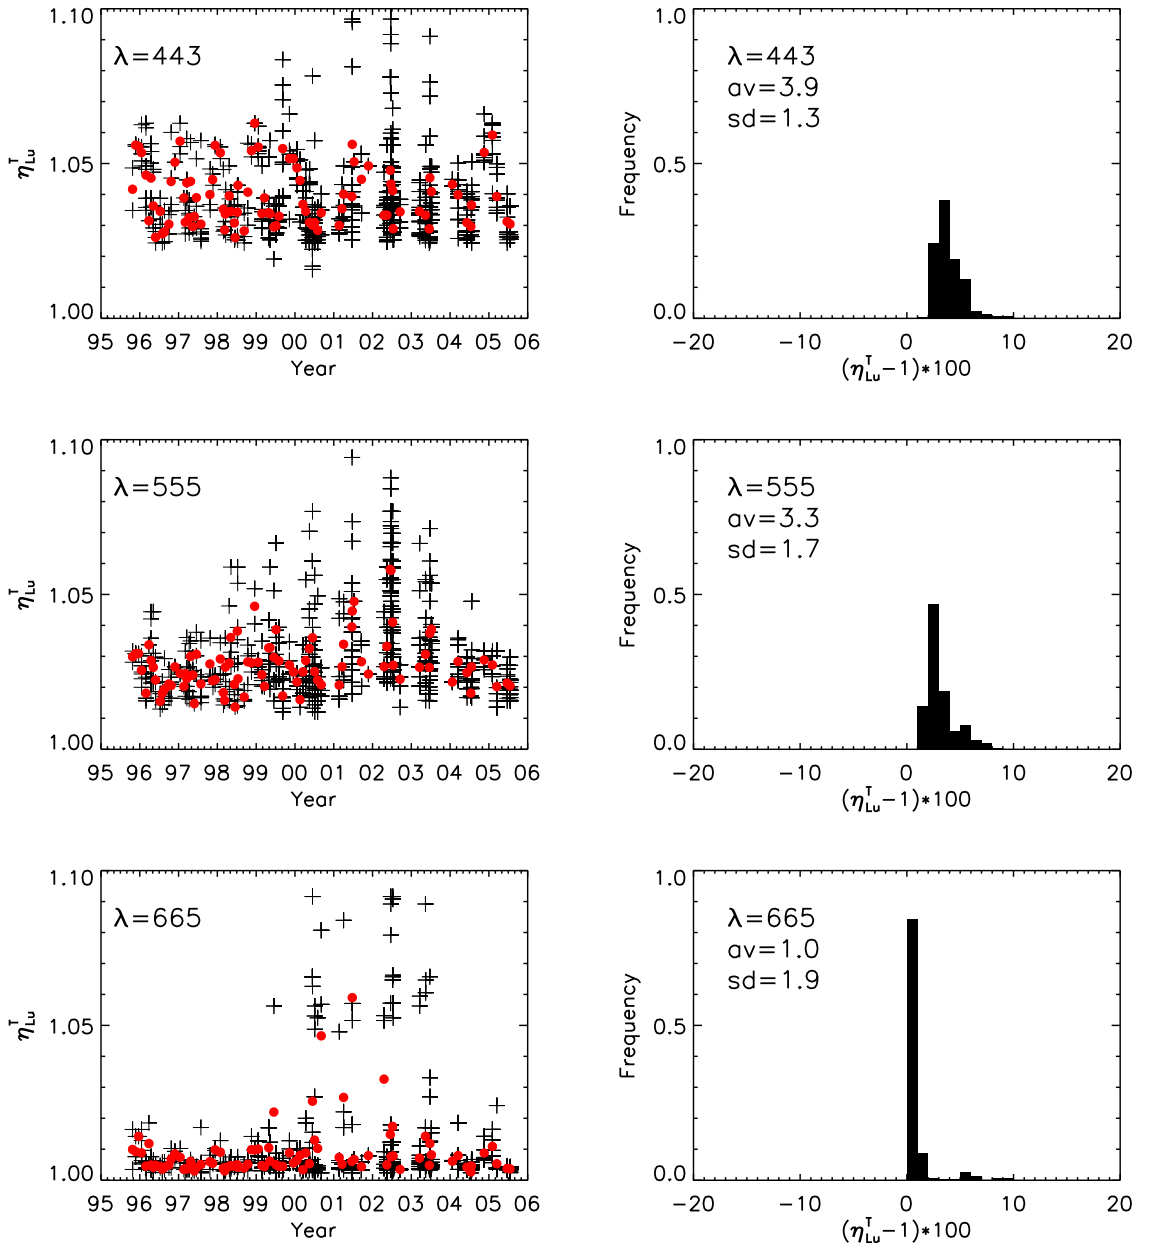 1.10
λ=443
η^T_Lu
1.05
1.00
95 96 97 98 99 00 01 02 03 04 05 06
Year
1.0
λ=443
av=3.9
sd=1.3
Frequency
0.5
0.0
−20 −10 0 10 20
(η^T_Lu−1)*100
1.10
λ=555
η^T_Lu
1.05
1.00
95 96 97 98 99 00 01 02 03 04 05 06
Year
1.0
λ=555
av=3.3
sd=1.7
Frequency
0.5
0.0
−20 −10 0 10 20
(η^T_Lu−1)*100
1.10
λ=665
η^T_Lu
1.05
1.00
95 96 97 98 99 00 01 02 03 04 05 06
Year
1.0
λ=665
av=1.0
sd=1.9
Frequency
0.5
0.0
−20 −10 0 10 20
(η^T_Lu−1)*100